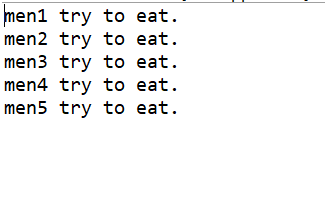 men1 try to eat.
men2 try to eat.
men3 try to eat.
men4 try to eat.
men5 try to eat.